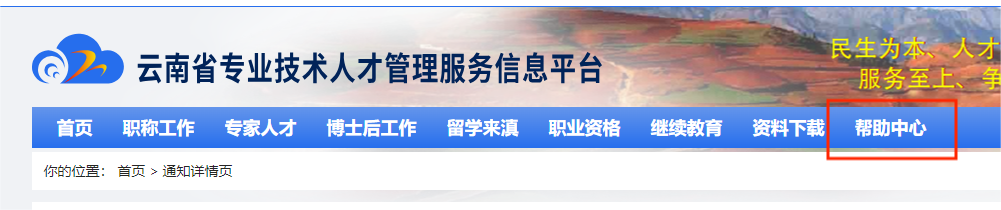 民生为本、人才
云南省专业技术人才管理服务信息平台
服务至上、争
首页 职称工作 专家人才 博士后工作 留学来滇 职业资格 继续教育 资料下载 帮助中心
你的位置： 首页 > 通知详情页